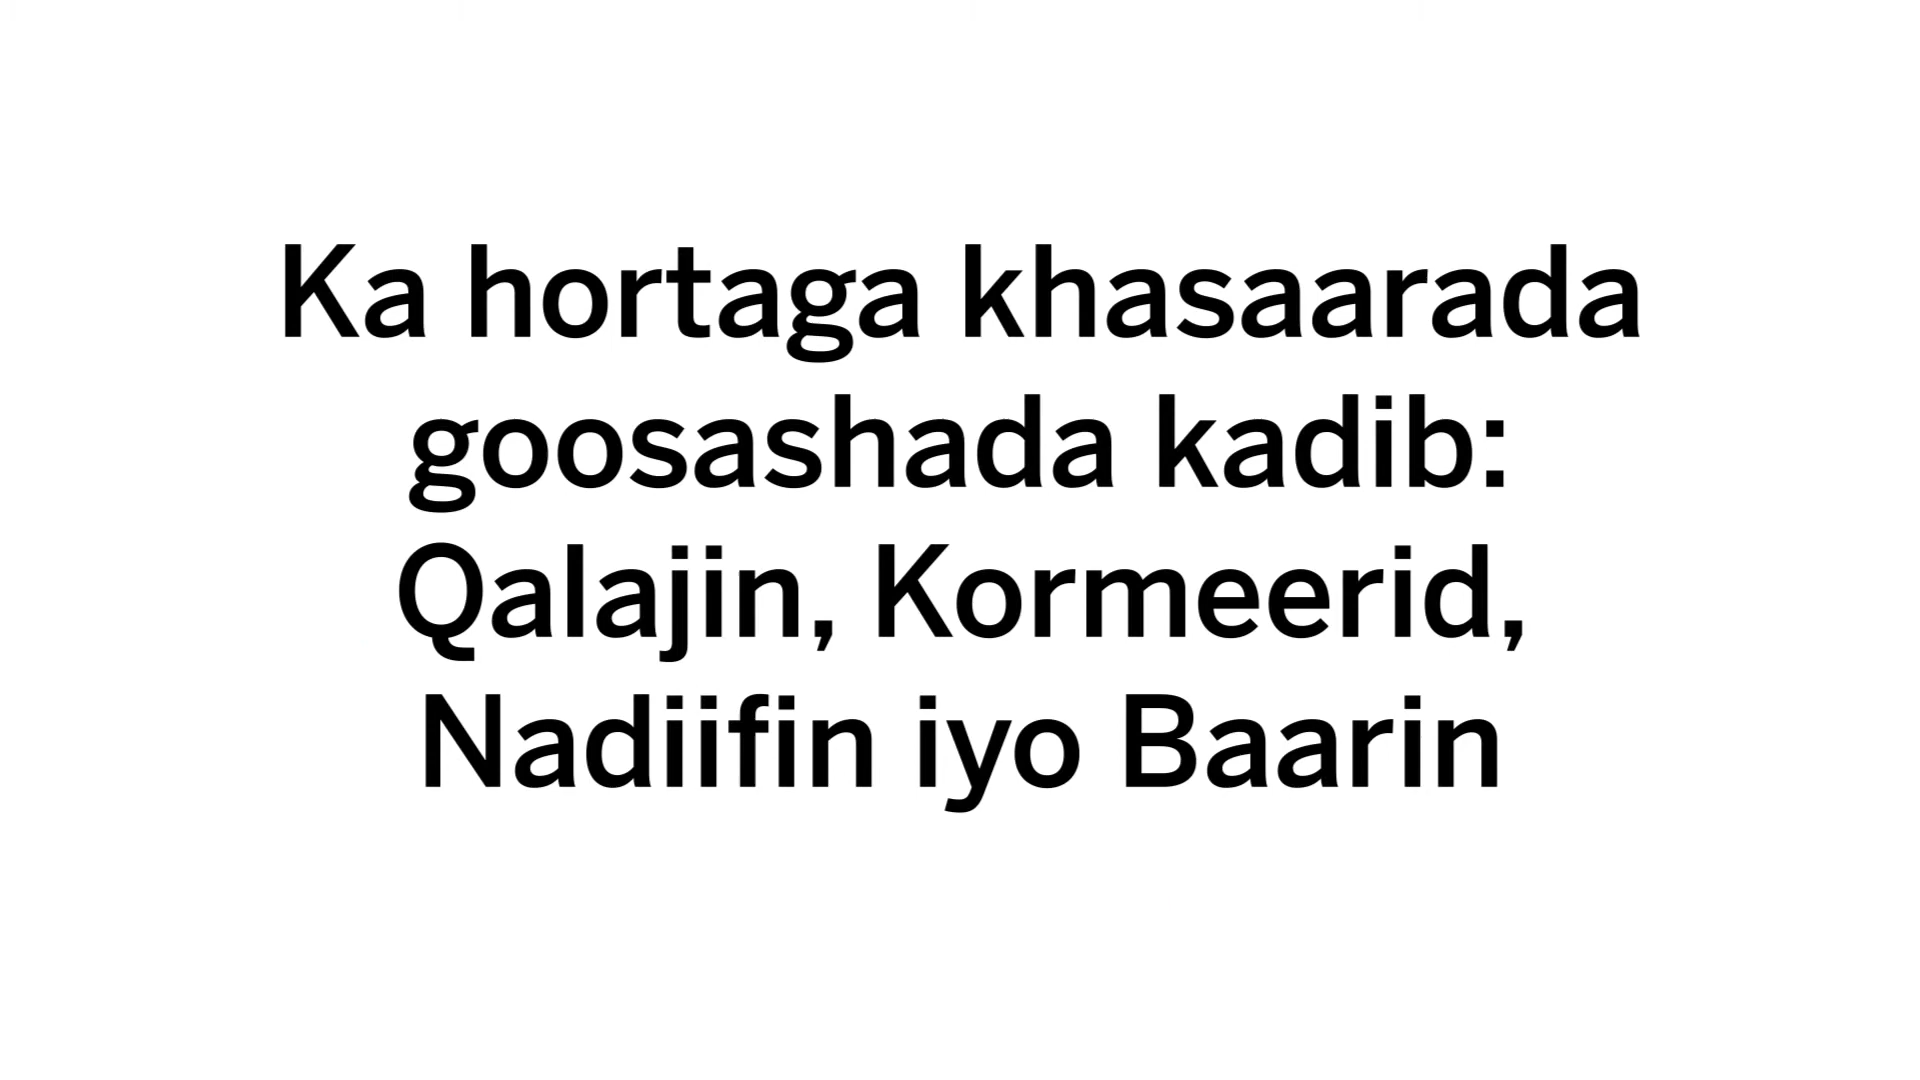 Ka hortaga khasaarada
goosashada kadib:
Qalajin, Kormeerid,
Nadiifin iyo Baarin